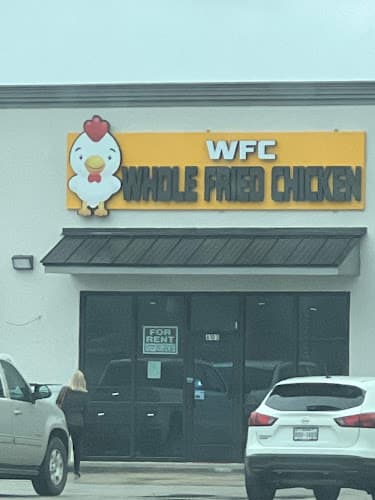 WFC
WHOLE FRIED CHICKEN
FOR
RENT